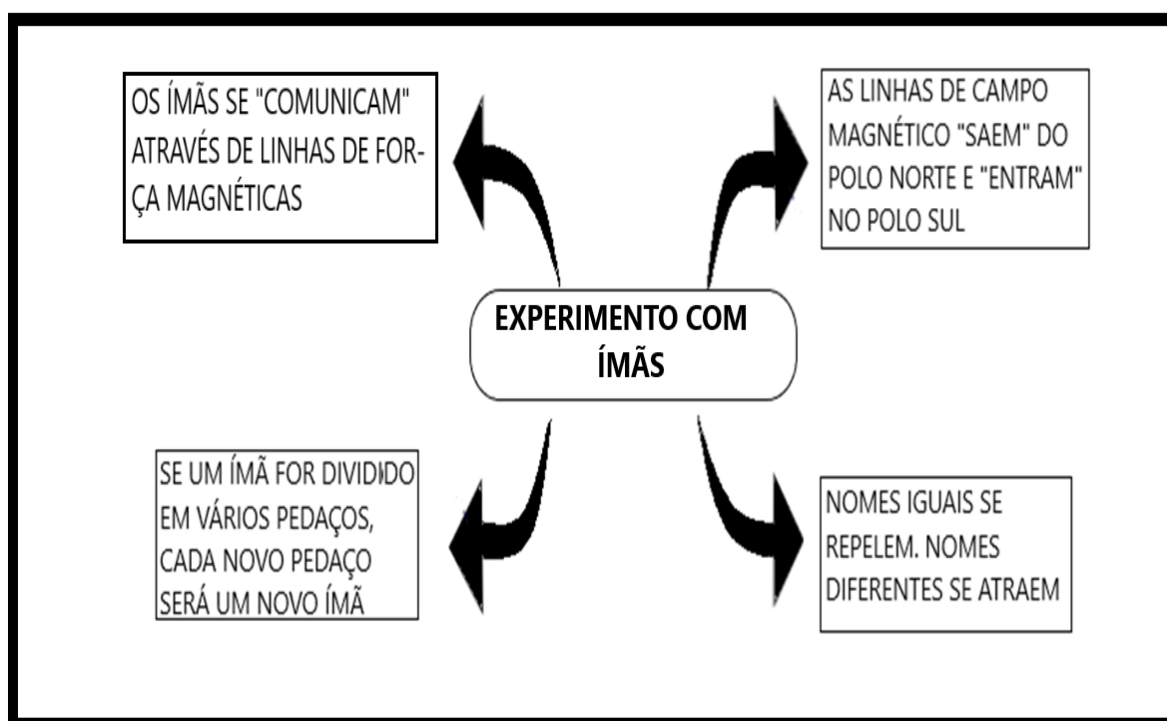 OS ÍMÃS SE "COMUNICAM"
ATRAVÉS DE LINHAS DE FOR-
ÇA MAGNÉTICAS
AS LINHAS DE CAMPO
MAGNÉTICO "SAEM" DO
POLO NORTE E "ENTRAM"
NO POLO SUL
EXPERIMENTO COM
ÍMÃS
SE UM ÍMÃ FOR DIVIDIDO
EM VÁRIOS PEDAÇOS,
CADA NOVO PEDAÇO
SERÁ UM NOVO ÍMÃ
NOMES IGUAIS SE
REPELEM. NOMES
DIFERENTES SE ATRAEM